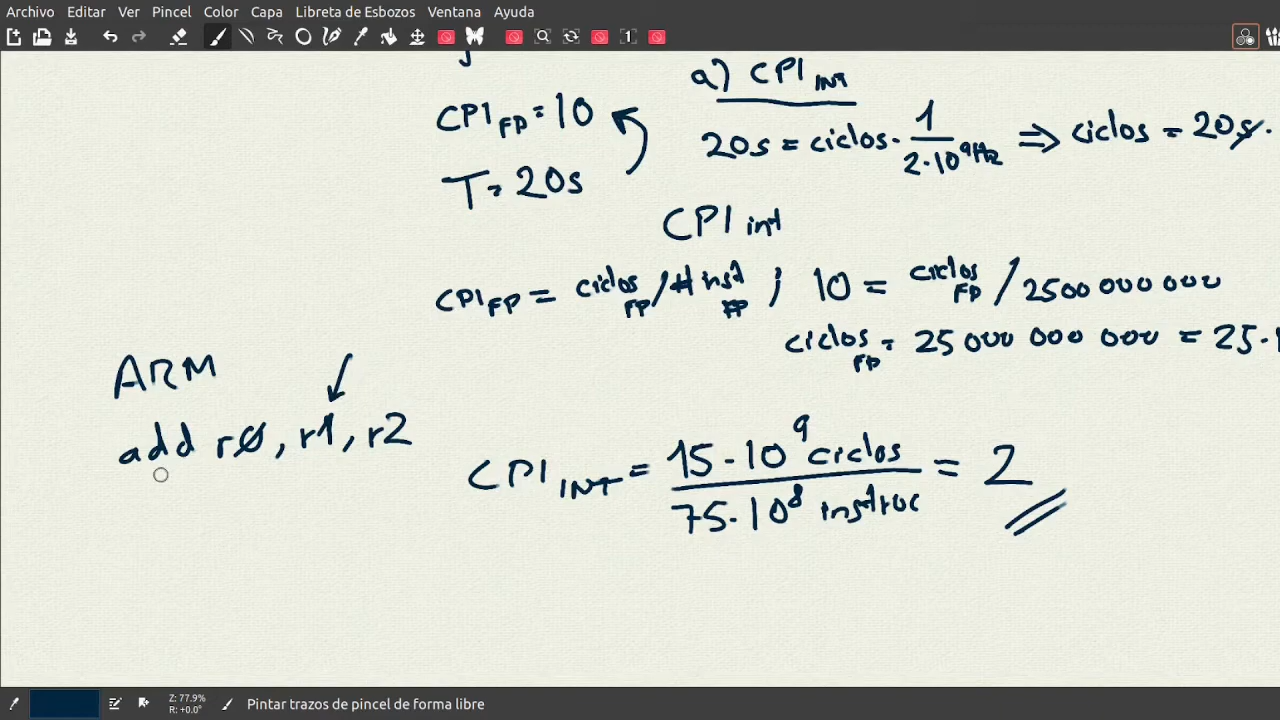 Archivo Editar Ver Pincel Color Capa Libreta de Esbozos Ventana Ayuda
1
a) CPI INT
CPI FP = 10
20s = ciclos · 1 / 2·10⁹Hz ⇒ ciclos = 20s ·
T = 20s
CPI int
CPI FP = ciclos FP / # inst FP ; 10 = ciclos FP / 2500 000 000
ciclos FP = 25 000 000 000 = 25 ·
ARM
add r0, r1, r2
CPI INT = 15·10⁹ ciclos / 75·10⁸ instruc = 2
Z: 77.9%
R: +0.0°
Pintar trazos de pincel de forma libre